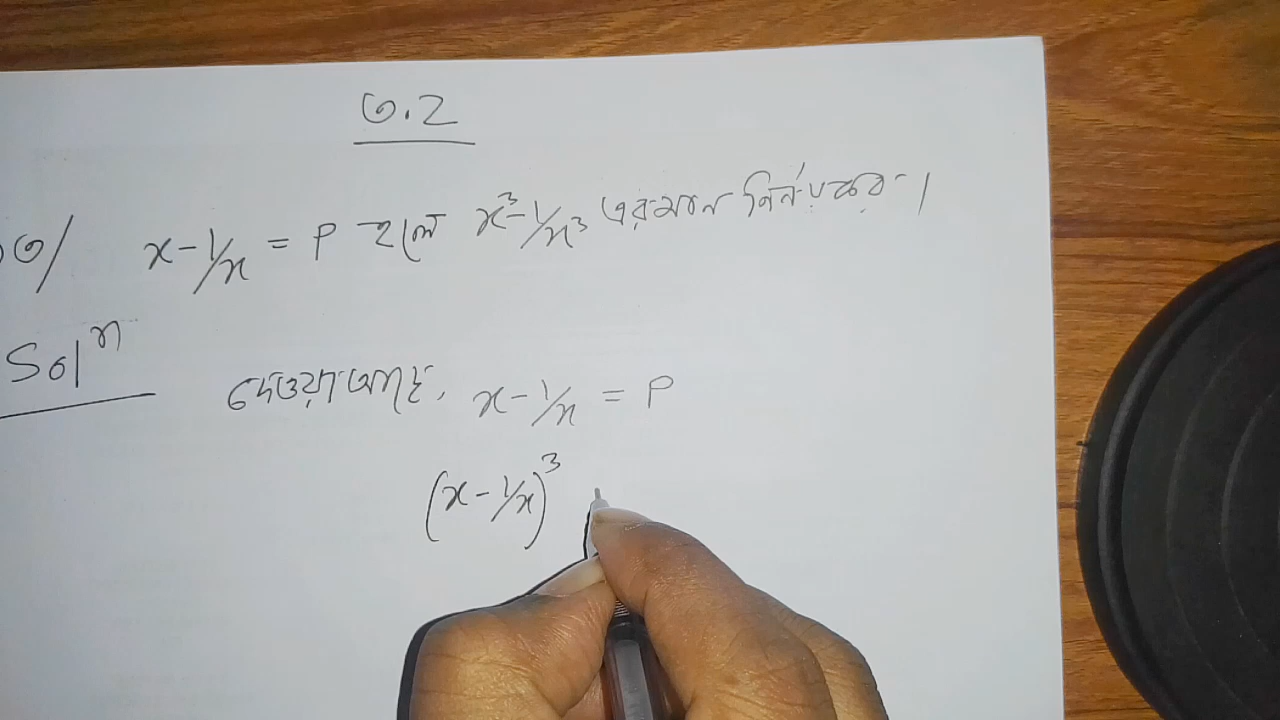 ৩.2
৩/ x - 1/x = P হলে x³ - 1/x³ এর মান নির্ণয় কর।
Solⁿ
দেওয়া আছে, x - 1/x = P
(x - 1/x)³